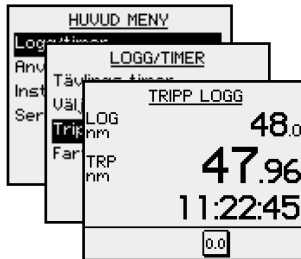 HUVUD MENY
Logg/timer
Anv
Inst
Ser
LOGG/TIMER
Tävlings timer
Välj
Trip
Far
TRIPP LOGG
LOG nm 48.0
TRP nm 47.96
11:22:45
0.0